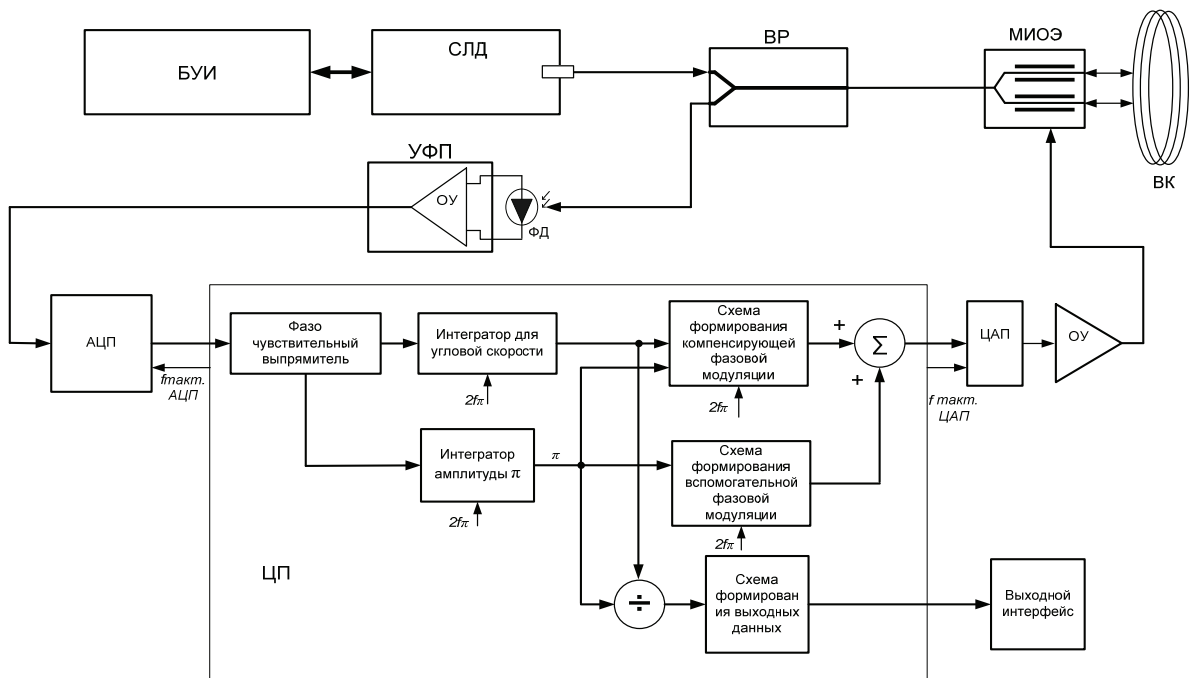 БУИ
СЛД
ВР
МИОЭ
ВК
УФП
ОУ
ФД
АЦП
fтакт.
АЦП
Фазо
чувствительный
выпрямитель
Интегратор для
угловой скорости
2fπ
Схема
формирования
компенсирующей
фазовой
модуляции
2fπ
+
+
Σ
f такт.
ЦАП
ЦАП
ОУ
Интегратор
амплитуды π
2fπ
π
Схема
формирования
вспомогательной
фазовой
модуляции
2fπ
ЦП
÷
Схема
формирован
ия выходных
данных
Выходной
интерфейс